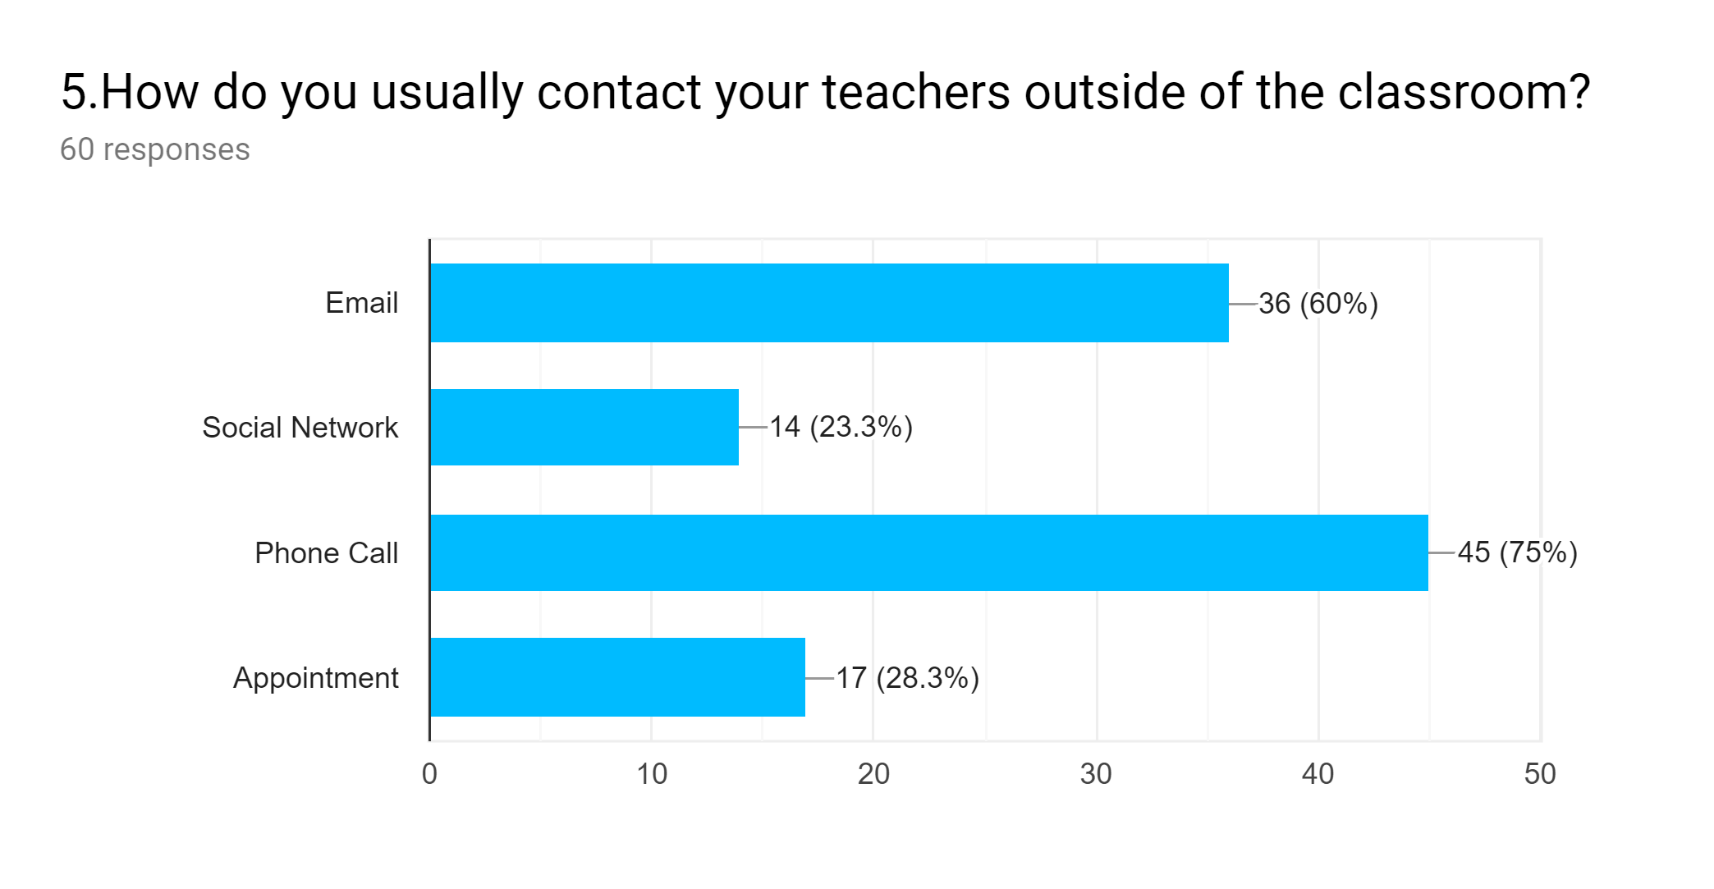 5.How do you usually contact your teachers outside of the classroom?
60 responses
Email
36 (60%)
Social Network
14 (23.3%)
Phone Call
45 (75%)
Appointment
17 (28.3%)
0 10 20 30 40 50